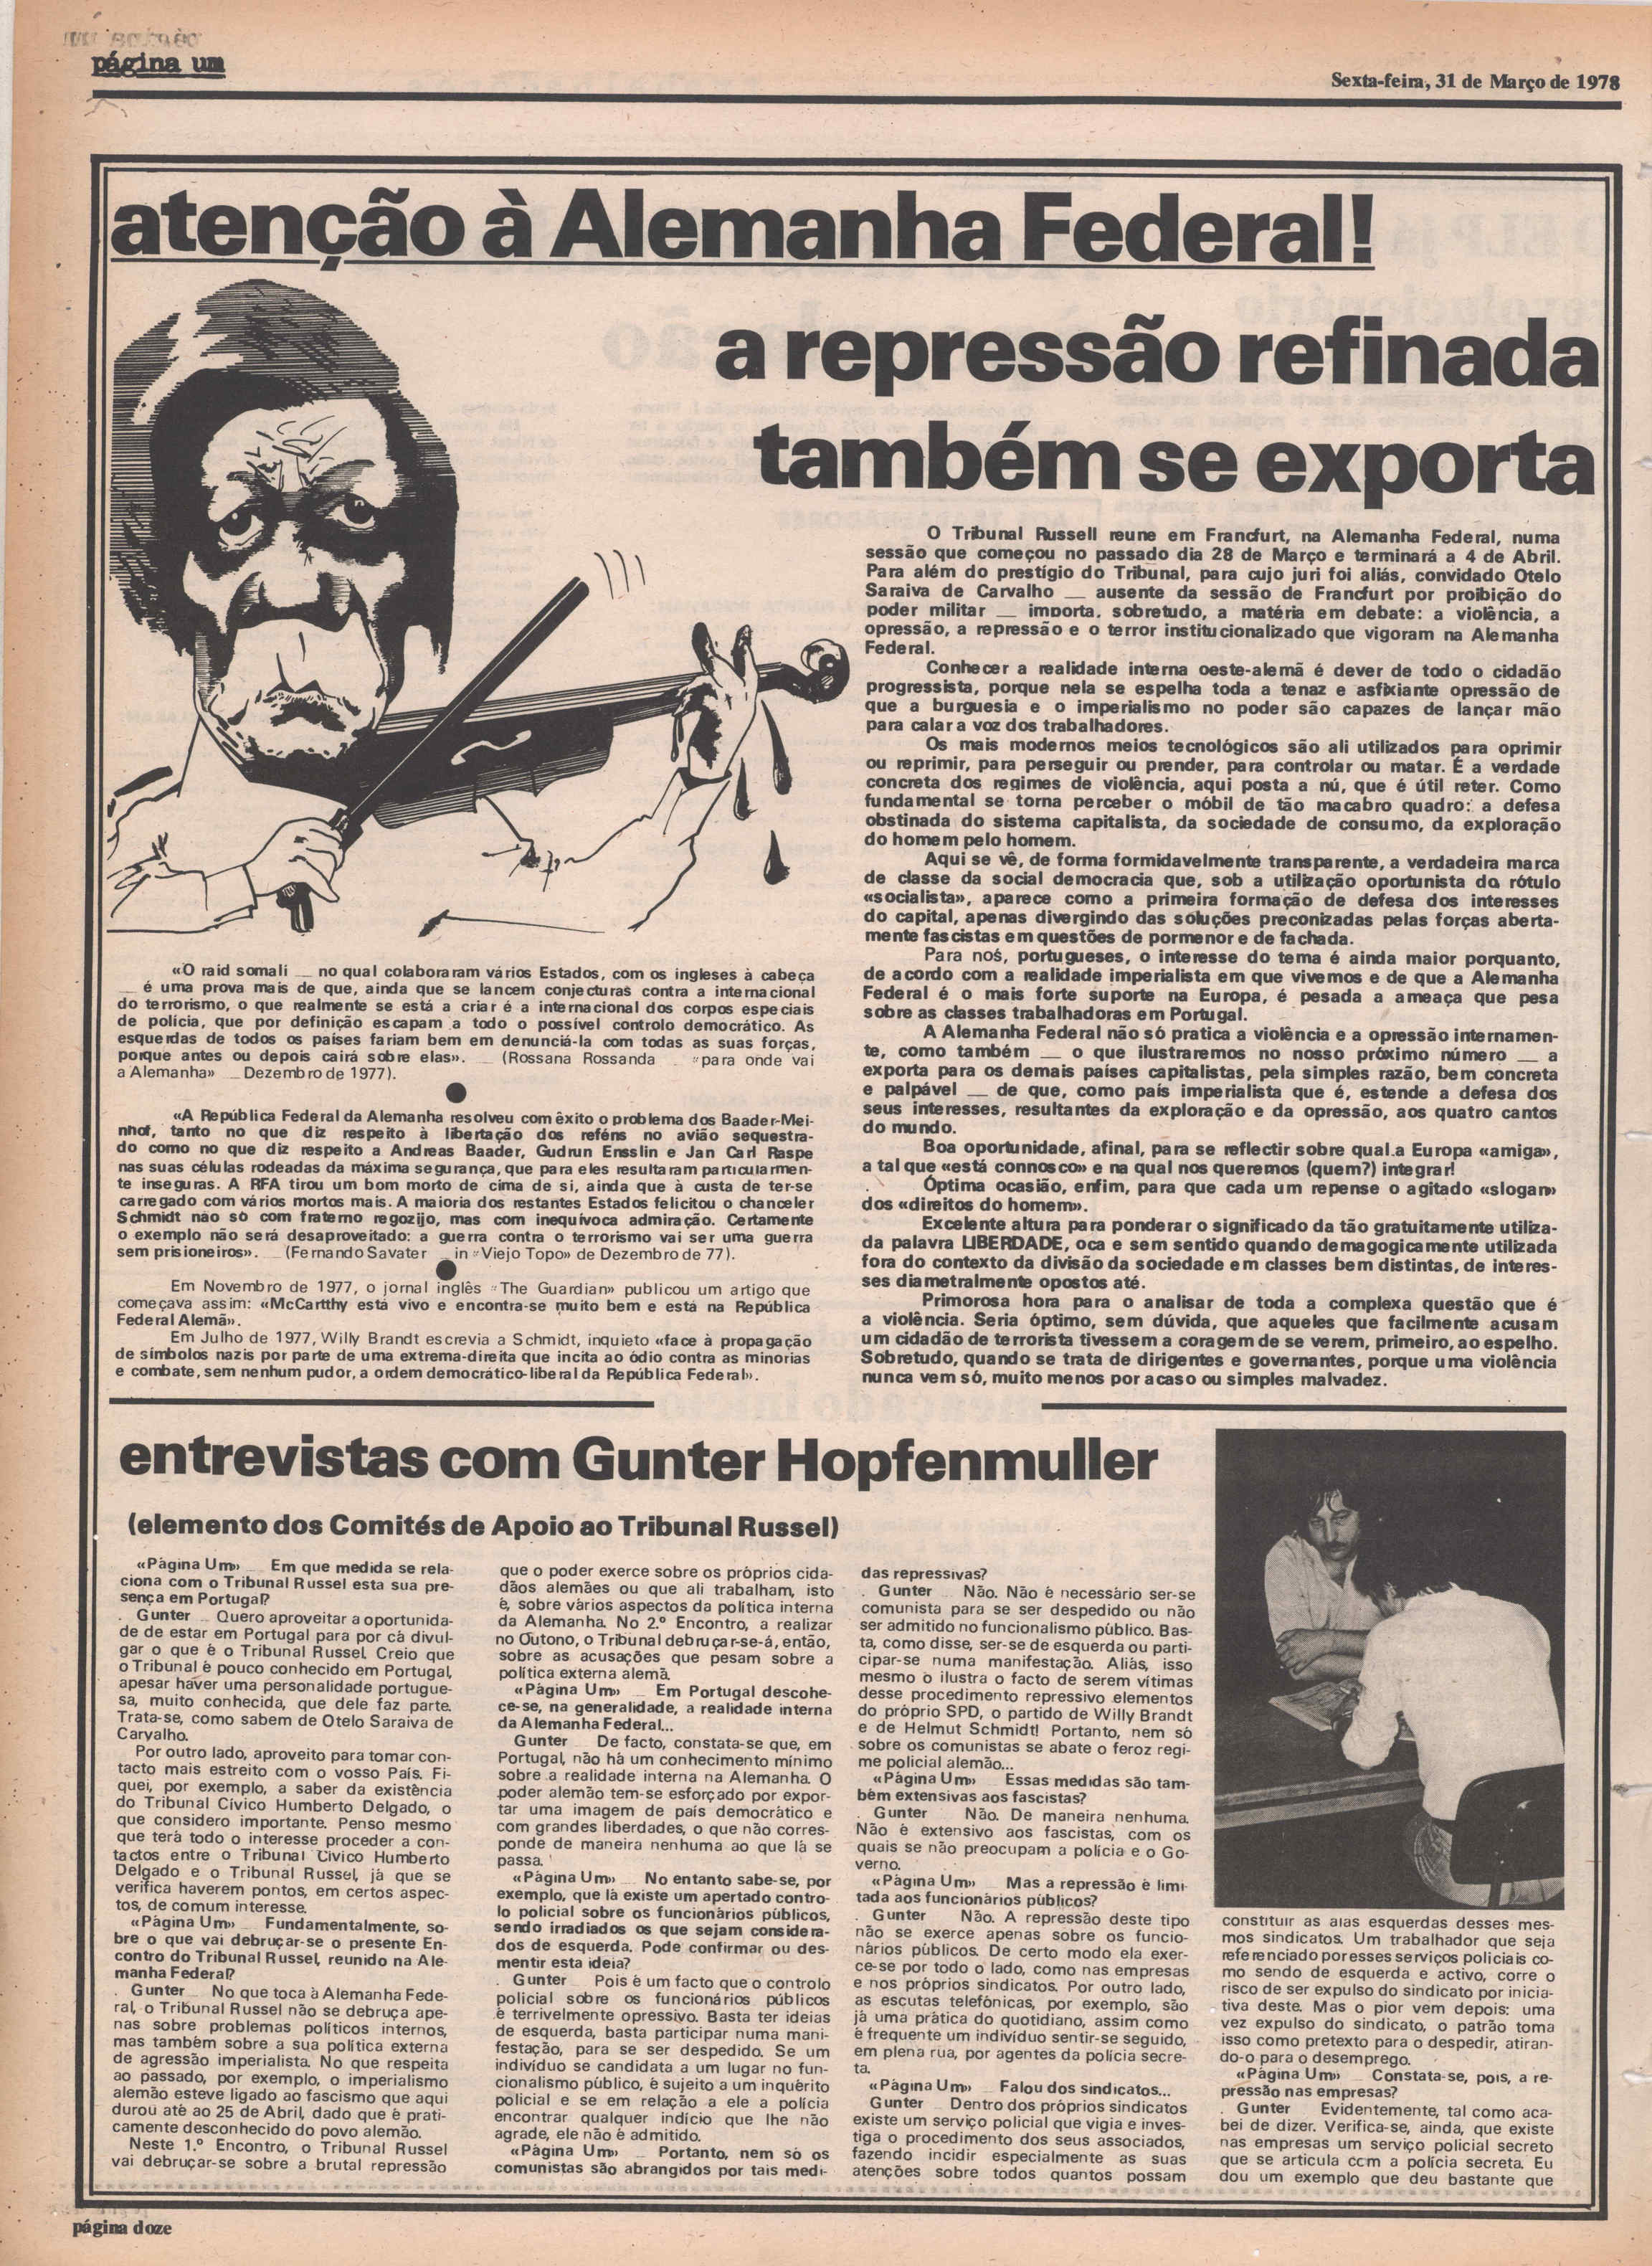 página um
Sexta-feira, 31 de Março de 1978
atenção à Alemanha Federal!
a repressão refinada
também se exporta
O Tribunal Russell reune em Francfurt, na Alemanha Federal, numa
sessão que começou no passado dia 28 de Março e terminará a 4 de Abril.
Para além do prestígio do Tribunal, para cujo juri foi aliás, convidado Otelo
Saraiva de Carvalho — ausente da sessão de Francfurt por proibição do
poder militar — importa, sobretudo, a matéria em debate: a violência, a
opressão, a repressão e o terror institucionalizado que vigoram na Alemanha
Federal.
Conhecer a realidade interna oeste-alemã é dever de todo o cidadão
progressista, porque nela se espelha toda a tenaz e asfixiante opressão de
que a burguesia e o imperialismo no poder são capazes de lançar mão
para calar a voz dos trabalhadores.
Os mais modernos meios tecnológicos são ali utilizados para oprimir
ou reprimir, para perseguir ou prender, para controlar ou matar. É a verdade
concreta dos regimes de violência, aqui posta a nú, que é útil reter. Como
fundamental se torna perceber o móbil de tão macabro quadro: a defesa
obstinada do sistema capitalista, da sociedade de consumo, da exploração
do homem pelo homem.
Aqui se vê, de forma formidavelmente transparente, a verdadeira marca
de classe da social democracia que, sob a utilização oportunista do rótulo
«socialista», aparece como a primeira formação de defesa dos interesses
do capital, apenas divergindo das soluções preconizadas pelas forças aberta-
mente fascistas em questões de pormenor e de fachada.
Para nós, portugueses, o interesse do tema é ainda maior porquanto,
de acordo com a realidade imperialista em que vivemos e de que a Alemanha
Federal é o mais forte suporte na Europa, é pesada a ameaça que pesa
sobre as classes trabalhadoras em Portugal.
A Alemanha Federal não só pratica a violência e a opressão internamen-
te, como também — o que ilustraremos no nosso próximo número — a
exporta para os demais países capitalistas, pela simples razão, bem concreta
e palpável — de que, como país imperialista que é, estende a defesa dos
seus interesses, resultantes da exploração e da opressão, aos quatro cantos
do mundo.
Boa oportunidade, afinal, para se reflectir sobre qual a Europa «amiga»,
a tal que «está connosco» e na qual nos queremos (quem?) integrar!
Óptima ocasião, enfim, para que cada um repense o agitado «slogan»
dos «direitos do homem».
Excelente altura para ponderar o significado da tão gratuitamente utiliza-
da palavra LIBERDADE, oca e sem sentido quando demagogicamente utilizada
fora do contexto da divisão da sociedade em classes bem distintas, de interes-
ses diametralmente opostos até.
Primorosa hora para o analisar de toda a complexa questão que é
a violência. Seria óptimo, sem dúvida, que aqueles que facilmente acusam
um cidadão de terrorista tivessem a coragem de se verem, primeiro, ao espelho.
Sobretudo, quando se trata de dirigentes e governantes, porque uma violência
nunca vem só, muito menos por acaso ou simples malvadez.
«O raid somali — no qual colaboraram vários Estados, com os ingleses à cabeça
— é uma prova mais de que, ainda que se lancem conjecturas contra a internacional
do terrorismo, o que realmente se está a criar é a internacional dos corpos especiais
de polícia, que por definição escapam a todo o possível controlo democrático. As
esquerdas de todos os países fariam bem em denunciá-la com todas as suas forças,
porque antes ou depois cairá sobre elas». — (Rossana Rossanda - «para onde vai
a Alemanha» — Dezembro de 1977).
«A República Federal da Alemanha resolveu com êxito o problema dos Baader-Mei-
nhof, tanto no que diz respeito à libertação dos reféns no avião sequestra-
do como no que diz respeito a Andreas Baader, Gudrun Ensslin e Jan Carl Raspe
nas suas células rodeadas da máxima segurança, que para eles resultaram particularmen-
te inseguras. A RFA tirou um bom morto de cima de si, ainda que à custa de ter-se
carregado com vários mortos mais. A maioria dos restantes Estados felicitou o chanceler
Schmidt não só com fraterno regozijo, mas com inequívoca admiração. Certamente
o exemplo não será desaproveitado: a guerra contra o terrorismo vai ser uma guerra
sem prisioneiros». — (Fernando Savater — in «Viejo Topo» de Dezembro de 77).
Em Novembro de 1977, o jornal inglês «The Guardian» publicou um artigo que
começava assim: «McCartthy está vivo e encontra-se muito bem e está na República
Federal Alemã».
Em Julho de 1977, Willy Brandt escrevia a Schmidt, inquieto «face à propagação
de símbolos nazis por parte de uma extrema-direita que incita ao ódio contra as minorias
e combate, sem nenhum pudor, a ordem democrático-liberal da República Federal».
entrevistas com Gunter Hopfenmuller
(elemento dos Comités de Apoio ao Tribunal Russel)
«Página Um» — Em que medida se rela-
ciona com o Tribunal Russel esta sua pre-
sença em Portugal?
Gunter — Quero aproveitar a oportunida-
de de estar em Portugal para por cá divul-
gar o que é o Tribunal Russel. Creio que
o Tribunal é pouco conhecido em Portugal,
apesar haver uma personalidade portugue-
sa, muito conhecida, que dele faz parte.
Trata-se, como sabem de Otelo Saraiva de
Carvalho.
Por outro lado, aproveito para tomar con-
tacto mais estreito com o vosso País. Fi-
quei, por exemplo, a saber da existência
do Tribunal Cívico Humberto Delgado, o
que considero importante. Penso mesmo
que terá todo o interesse proceder a con-
tactos entre o Tribunal Cívico Humberto
Delgado e o Tribunal Russel, já que se
verifica haverem pontos, em certos aspec-
tos, de comum interesse.
«Página Um» — Fundamentalmente, so-
bre o que vai debruçar-se o presente En-
contro do Tribunal Russel, reunido na Ale-
manha Federal?
Gunter — No que toca à Alemanha Fede-
ral, o Tribunal Russel não se debruça ape-
nas sobre problemas políticos internos,
mas também sobre a sua política externa
de agressão imperialista. No que respeita
ao passado, por exemplo, o imperialismo
alemão esteve ligado ao fascismo que aqui
durou até ao 25 de Abril, dado que é prati-
camente desconhecido do povo alemão.
Neste 1.º Encontro, o Tribunal Russel
vai debruçar-se sobre a brutal repressão
que o poder exerce sobre os próprios cida-
dãos alemães ou que ali trabalham, isto
é, sobre vários aspectos da política interna
da Alemanha. No 2.º Encontro, a realizar
no Outono, o Tribunal debruçar-se-á, então,
sobre as acusações que pesam sobre a
política externa alemã.
«Página Um» — Em Portugal descohe-
ce-se, na generalidade, a realidade interna
da Alemanha Federal...
Gunter — De facto, constata-se que, em
Portugal, não há um conhecimento mínimo
sobre a realidade interna na Alemanha. O
poder alemão tem-se esforçado por expor-
tar uma imagem de país democrático e
com grandes liberdades, o que não corres-
ponde de maneira nenhuma ao que lá se
passa.
«Página Um» — No entanto sabe-se, por
exemplo, que lá existe um apertado contro-
lo policial sobre os funcionários públicos,
sendo irradiados os que sejam considera-
dos de esquerda. Pode confirmar ou des-
mentir esta ideia?
Gunter — Pois é um facto que o controlo
policial sobre os funcionários públicos
é terrivelmente opressivo. Basta ter ideias
de esquerda, basta participar numa mani-
festação, para se ser despedido. Se um
indivíduo se candidata a um lugar no fun-
cionalismo público, é sujeito a um inquérito
policial e se em relação a ele a polícia
encontrar qualquer indício que lhe não
agrade, ele não é admitido.
«Página Um» — Portanto, nem só os
comunistas são abrangidos por tais medi-
das repressivas?
Gunter — Não. Não é necessário ser-se
comunista para se ser despedido ou não
ser admitido no funcionalismo público. Bas-
ta, como disse, ser-se de esquerda ou parti-
cipar-se numa manifestação. Aliás, isso
mesmo o ilustra o facto de serem vítimas
desse procedimento repressivo elementos
do próprio SPD, o partido de Willy Brandt
e de Helmut Schmidt! Portanto, nem só
sobre os comunistas se abate o feroz regi-
me policial alemão...
«Página Um» — Essas medidas são tam-
bém extensivas aos fascistas?
Gunter — Não. De maneira nenhuma.
Não é extensivo aos fascistas, com os
quais se não preocupam a polícia e o Go-
verno.
«Página Um» — Mas a repressão é limi-
tada aos funcionários públicos?
Gunter — Não. A repressão deste tipo
não se exerce apenas sobre os funcio-
nários públicos. De certo modo ela exer-
ce-se por todo o lado, como nas empresas
e nos próprios sindicatos. Por outro lado,
as escutas telefónicas, por exemplo, são
já uma prática do quotidiano, assim como
é frequente um indivíduo sentir-se seguido,
em plena rua, por agentes da polícia secre-
ta.
«Página Um» — Falou dos sindicatos...
Gunter — Dentro dos próprios sindicatos
existe um serviço policial que vigia e inves-
tiga o procedimento dos seus associados,
fazendo incidir especialmente as suas
atenções sobre todos quantos possam
constituir as alas esquerdas desses mes-
mos sindicatos. Um trabalhador que seja
referenciado por esses serviços policiais co-
mo sendo de esquerda e activo, corre o
risco de ser expulso do sindicato por inicia-
tiva deste. Mas o pior vem depois: uma
vez expulso do sindicato, o patrão toma
isso como pretexto para o despedir, atiran-
do-o para o desemprego.
«Página Um» — Constata-se, pois, a re-
pressão nas empresas?
Gunter — Evidentemente, tal como aca-
bei de dizer. Verifica-se, ainda, que existe
nas empresas um serviço policial secreto
que se articula com a polícia secreta. Eu
dou um exemplo que deu bastante que
página doze